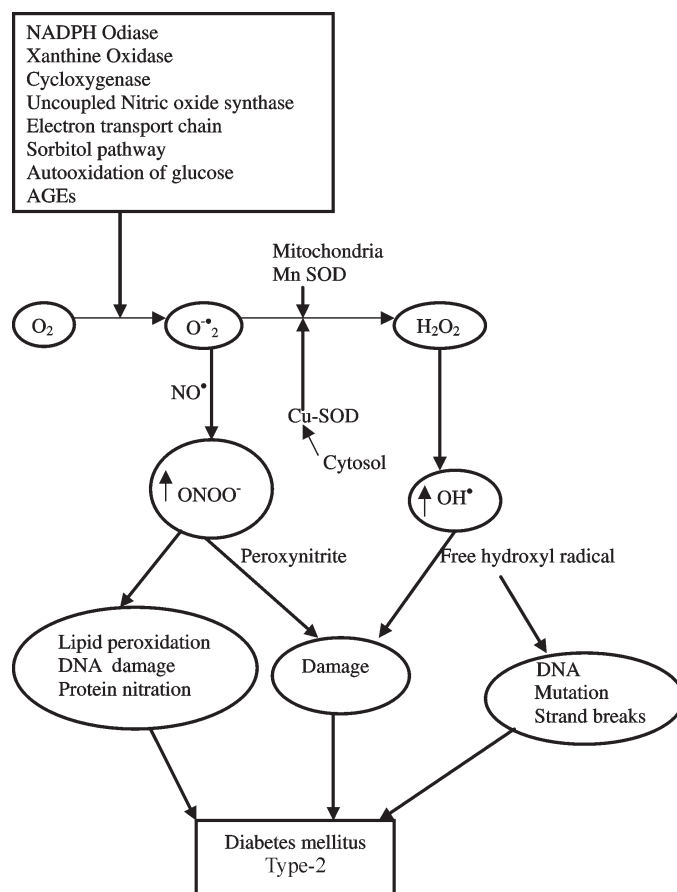 NADPH Odiase
Xanthine Oxidase
Cycloxygenase
Uncoupled Nitric oxide synthase
Electron transport chain
Sorbitol pathway
Autooxidation of glucose
AGEs
Mitochondria
Mn SOD
O₂
O⁻•₂
H₂O₂
NO•
Cu-SOD
Cytosol
ONOO⁻
OH•
Peroxynitrite
Free hydroxyl radical
Lipid peroxidation
DNA damage
Protein nitration
Damage
DNA
Mutation
Strand breaks
Diabetes mellitus
Type-2